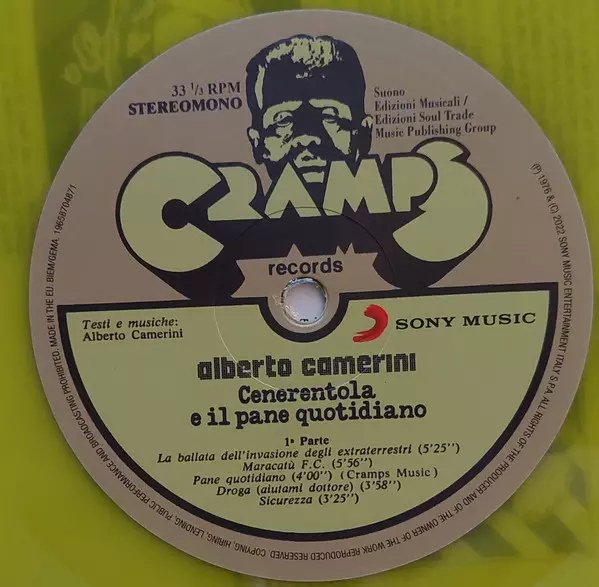 33 ⅓ RPM
STEREOMONO
Suono
Edizioni Musicali /
Edizioni Soul Trade
Music Publishing Group
CRAMPS
records
Testi e musiche:
Alberto Camerini
SONY MUSIC
alberto camerini
Cenerentola
e il pane quotidiano
1ª Parte
La ballata dell'invasione degli extraterrestri (5'25'')
Maracatù F.C. (5'56'')
Pane quotidiano (4'00'') (Cramps Music)
Droga (aiutami dottore) (3'58'')
Sicurezza (3'25'')
(P) 1976 & (C) 2022 SONY MUSIC ENTERTAINMENT ITALY S.P.A. ALL RIGHTS OF THE PRODUCER AND OF THE OWNER OF THE WORK REPRODUCED RESERVED. COPYING, HIRING, LENDING, PUBLIC PERFORMANCE AND BROADCASTING PROHIBITED. MADE IN THE EU. BIEM/GEMA. 19658704871